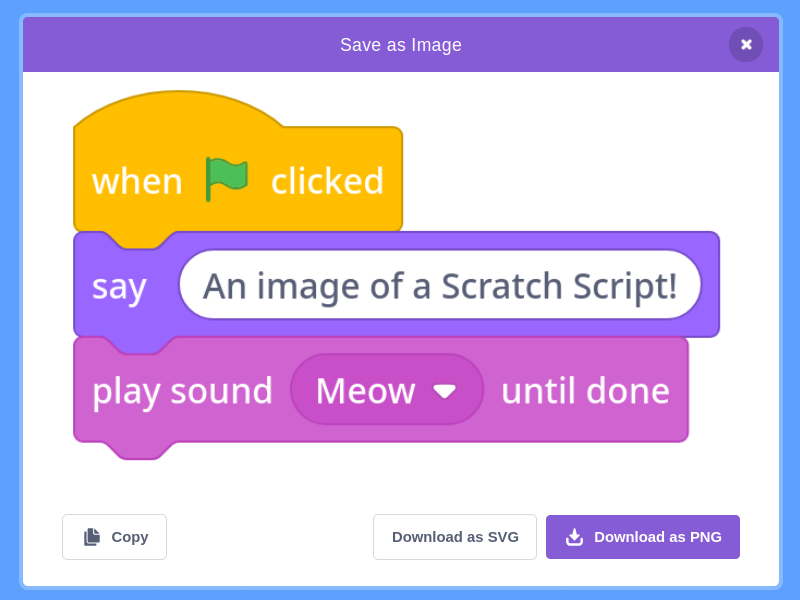 Save as Image
when clicked
say An image of a Scratch Script!
play sound Meow until done
Copy Download as SVG Download as PNG